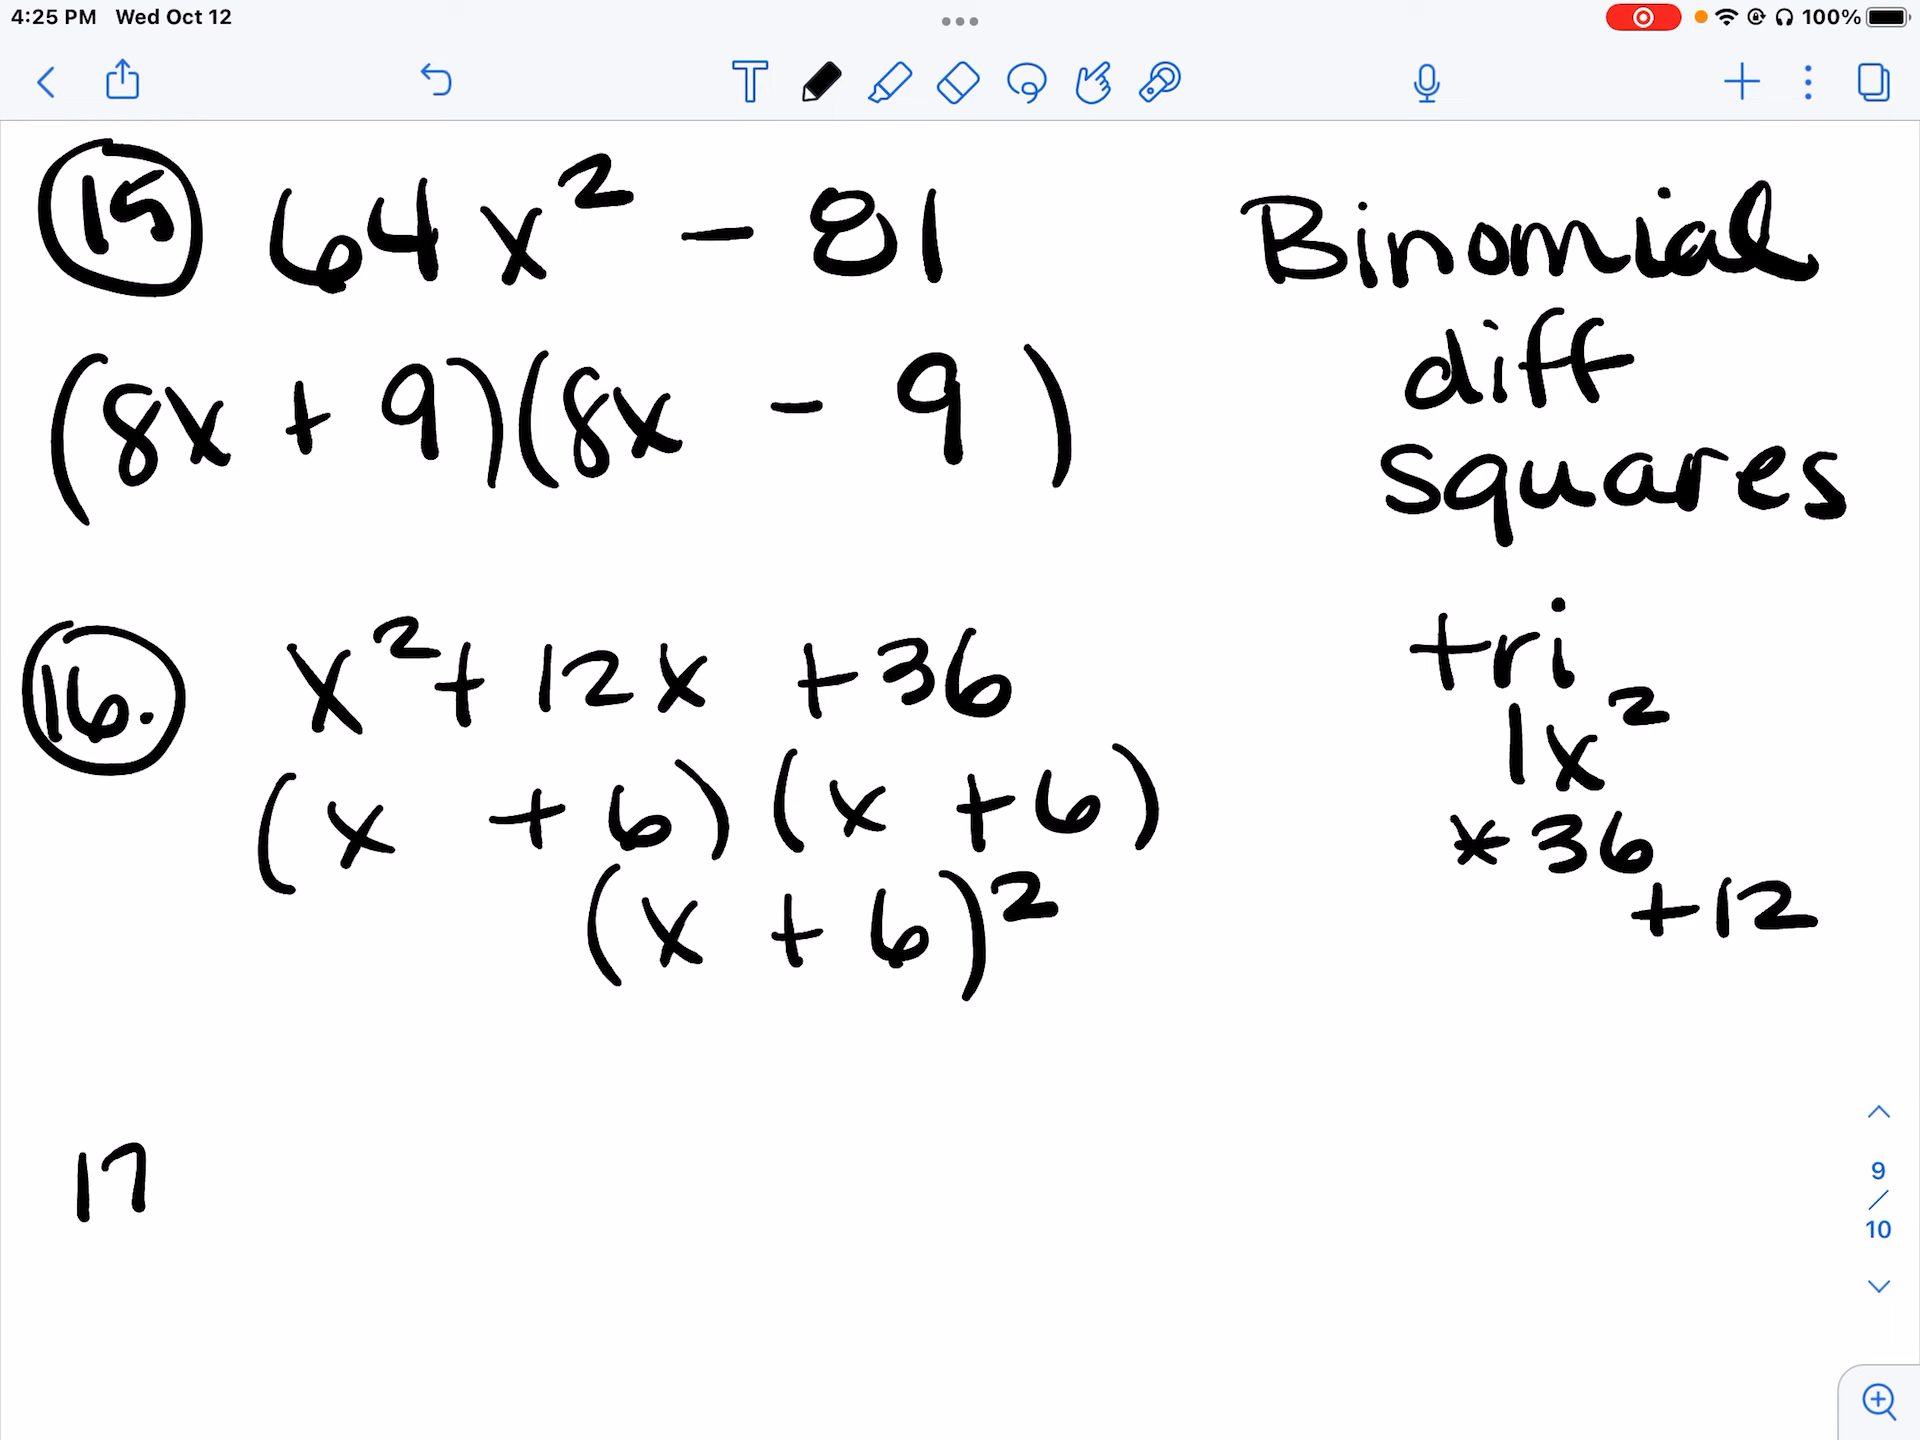 4:25 PM Wed Oct 12
100%
T
15 64x² - 81 Binomial
(8x + 9)(8x - 9) diff
squares
16. x² + 12x + 36 tri
1x²
(x + 6)(x + 6) * 36
(x + 6)² +12
17
9
/
10